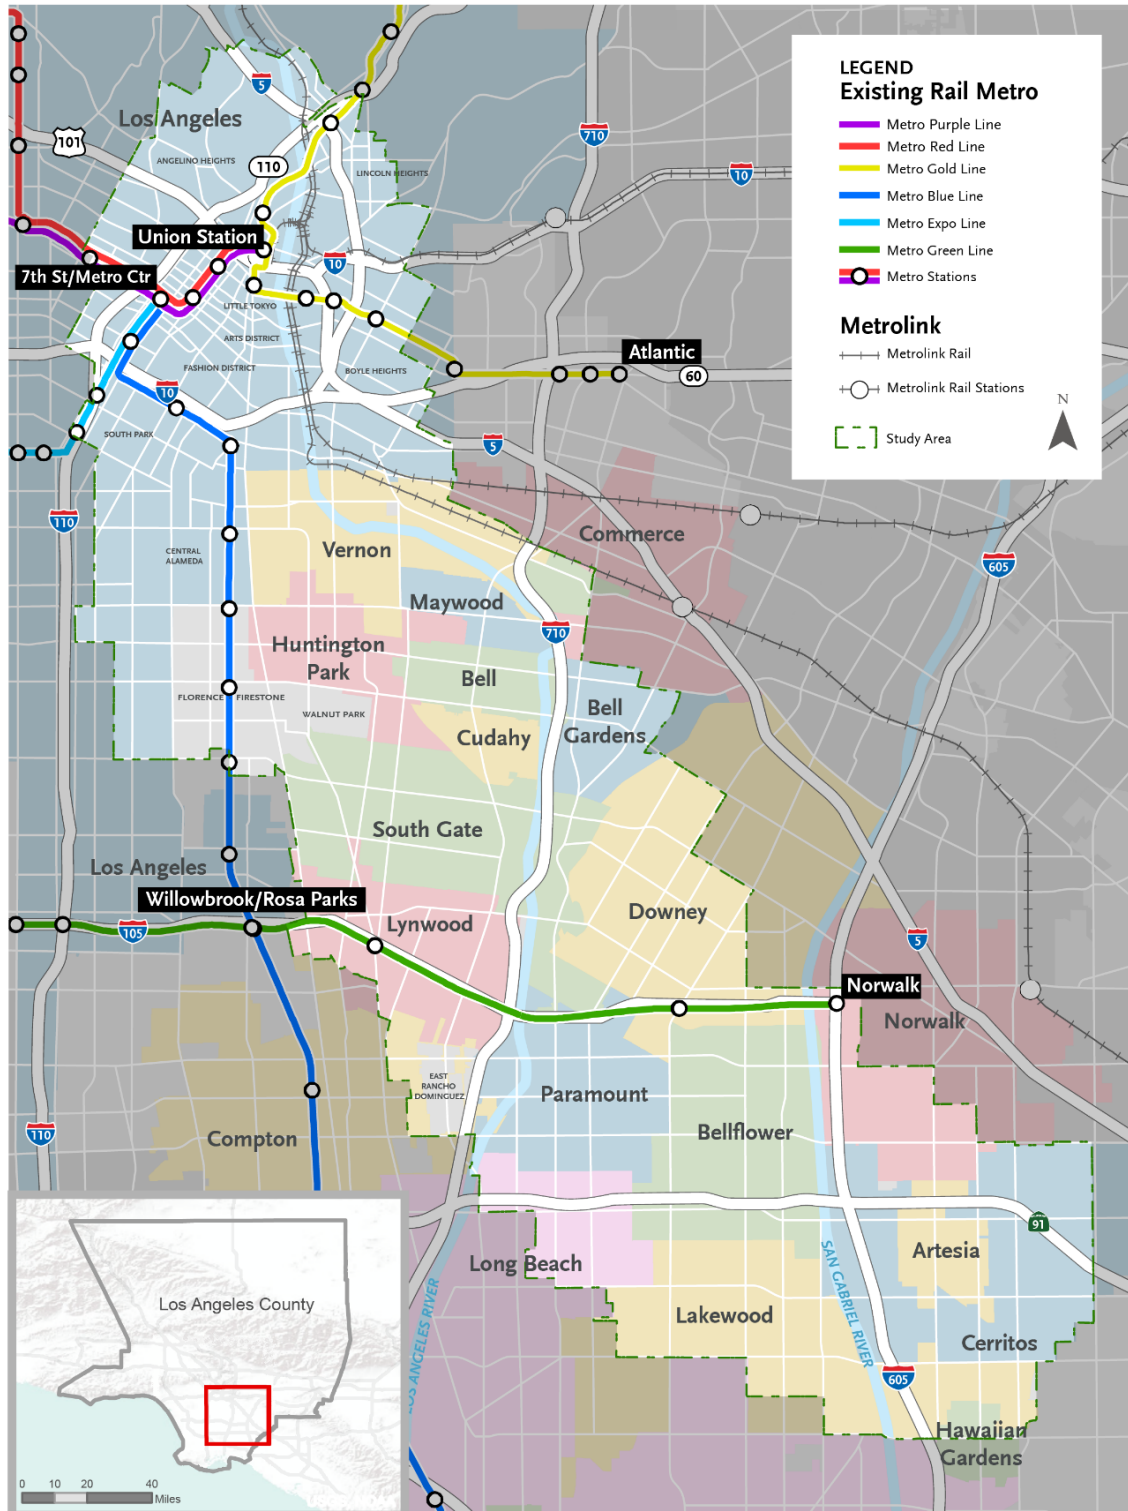 LEGEND
Existing Rail Metro
Metro Purple Line
Metro Red Line
Metro Gold Line
Metro Blue Line
Metro Expo Line
Metro Green Line
Metro Stations
Metrolink
Metrolink Rail
Metrolink Rail Stations
Study Area
N
5
Los Angeles
101
ANGELINO HEIGHTS
110
LINCOLN HEIGHTS
710
10
Union Station
10
7th St/Metro Ctr
LITTLE TOKYO
ARTS DISTRICT
FASHION DISTRICT
BOYLE HEIGHTS
Atlantic
60
10
SOUTH PARK
5
110
Commerce
CENTRAL
ALAMEDA
Vernon
605
Maywood
710
Huntington
Park
Bell
FLORENCE
FIRESTONE
WALNUT PARK
Bell
Gardens
Cudahy
South Gate
Los Angeles
Willowbrook/Rosa Parks
105
Lynwood
Downey
5
Norwalk
Norwalk
EAST
RANCHO
DOMINGUEZ
Paramount
Bellflower
110
Compton
91
Long Beach
Artesia
SAN GABRIEL RIVER
LOS ANGELES RIVER
Lakewood
Cerritos
605
Hawaiian
Gardens
Los Angeles County
0 10 20 40
Miles